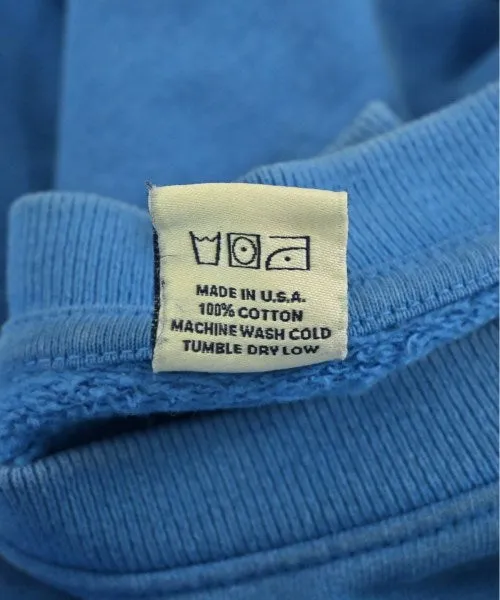 MADE IN U.S.A.
100% COTTON
MACHINE WASH COLD
TUMBLE DRY LOW